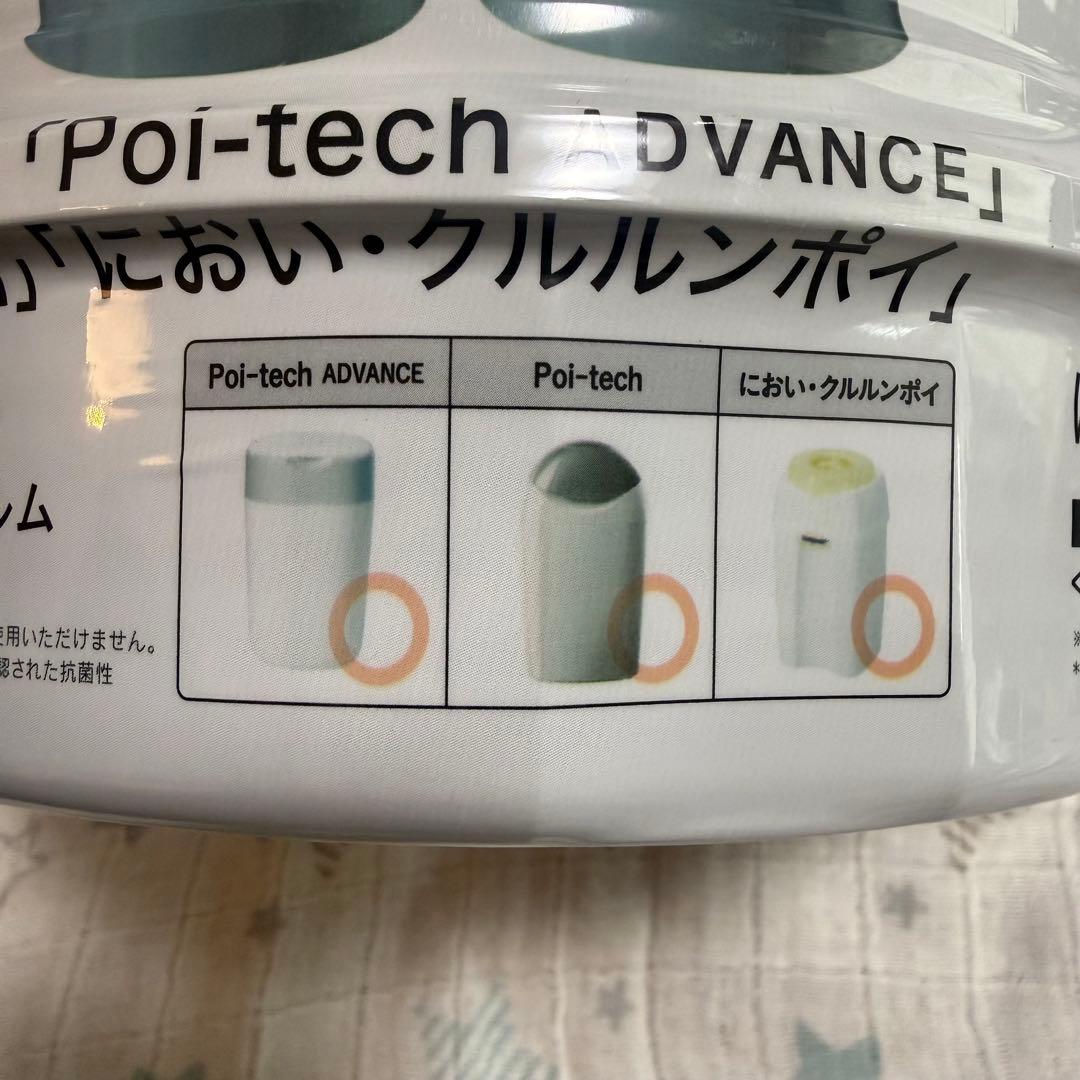 「Poi-tech ADVANCE」
」「におい・クルルンポイ」
Poi-tech ADVANCE
Poi-tech
におい・クルルンポイ
ルム
使用いただけません。
認された抗菌性